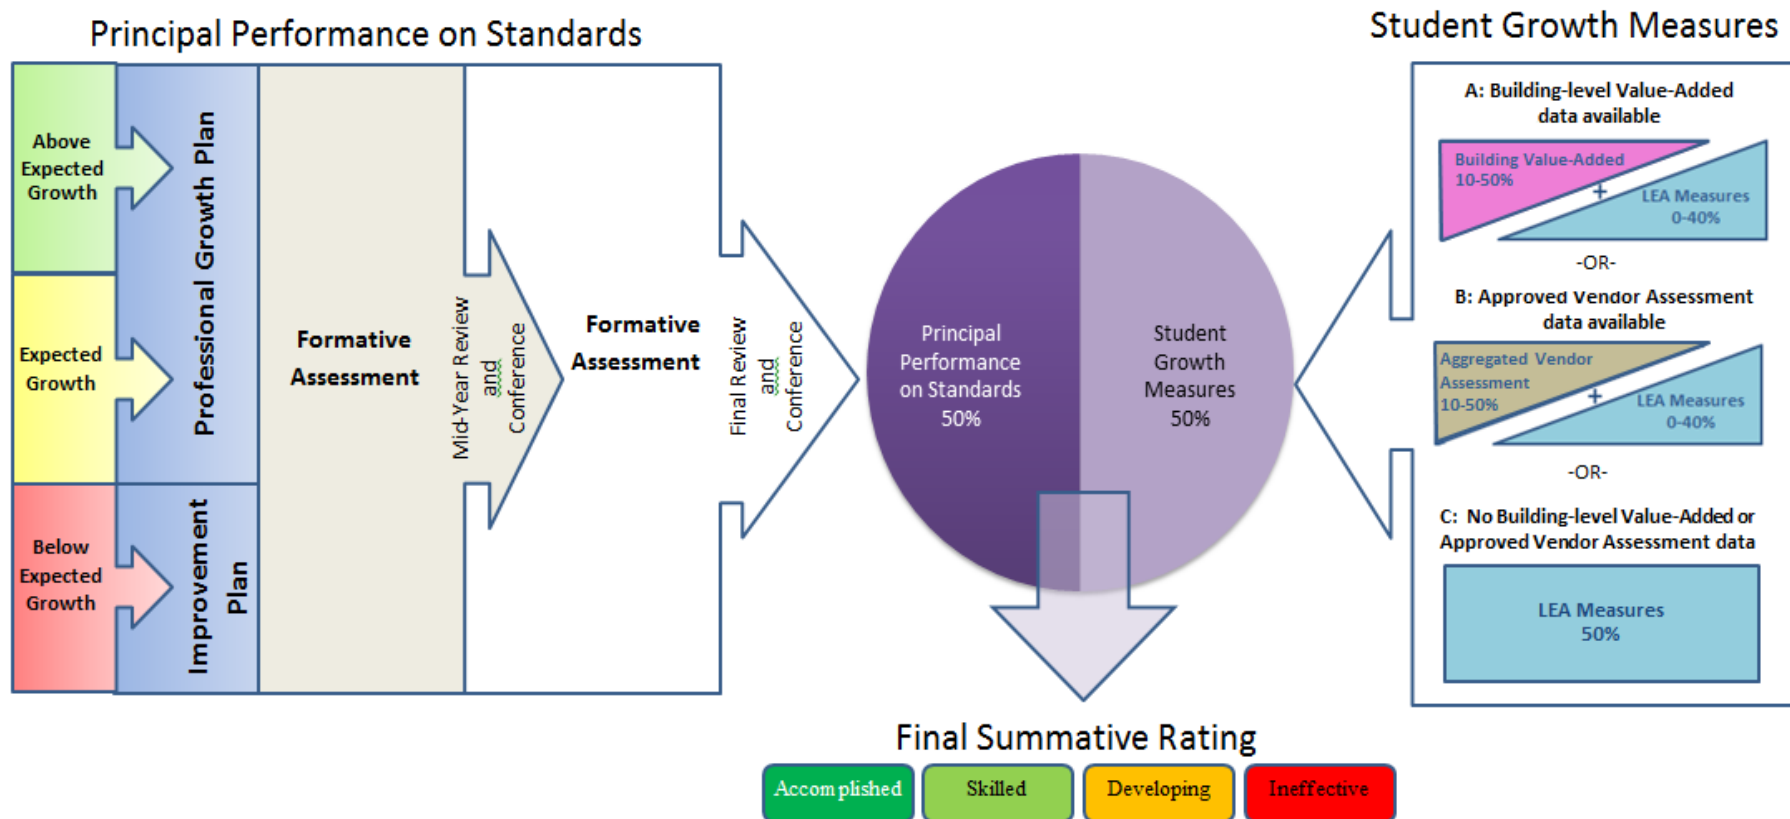 Principal Performance on Standards
Above
Expected
Growth
Expected
Growth
Below
Expected
Growth
Professional Growth Plan
Improvement
Plan
Formative
Assessment
Mid-Year Review
and
Conference
Formative
Assessment
Final Review
and
Conference
Principal
Performance
on Standards
50%
Student
Growth
Measures
50%
Student Growth Measures
A: Building-level Value-Added
data available
Building Value-Added
10-50%
+
LEA Measures
0-40%
-OR-
B: Approved Vendor Assessment
data available
Aggregated Vendor
Assessment
10-50%
+
LEA Measures
0-40%
-OR-
C: No Building-level Value-Added or
Approved Vendor Assessment data
LEA Measures
50%
Final Summative Rating
Accomplished
Skilled
Developing
Ineffective